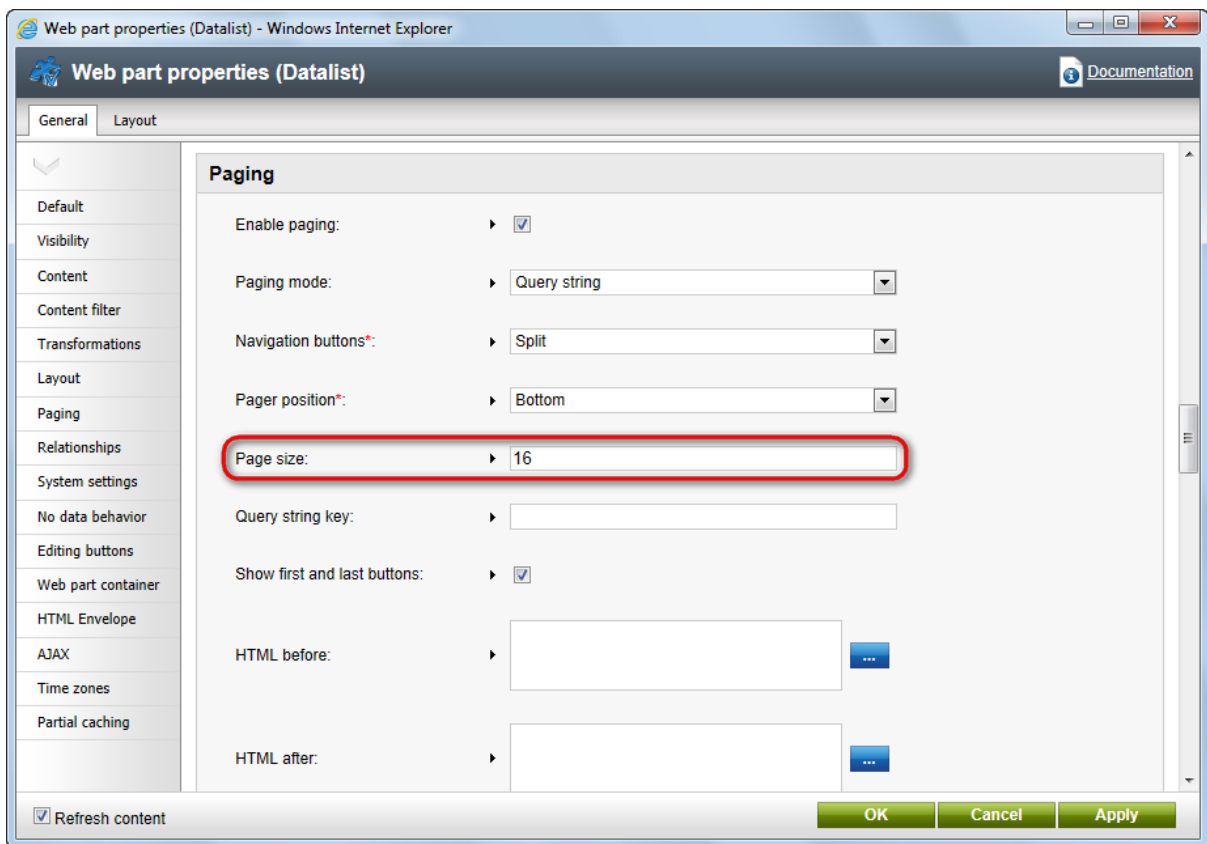 Web part properties (Datalist) - Windows Internet Explorer
Web part properties (Datalist)
Documentation
General Layout
Default
Visibility
Content
Content filter
Transformations
Layout
Paging
Relationships
System settings
No data behavior
Editing buttons
Web part container
HTML Envelope
AJAX
Time zones
Partial caching
Paging
Enable paging:
Paging mode: Query string
Navigation buttons*: Split
Pager position*: Bottom
Page size: 16
Query string key:
Show first and last buttons:
HTML before: ...
HTML after: ...
Refresh content
OK Cancel Apply